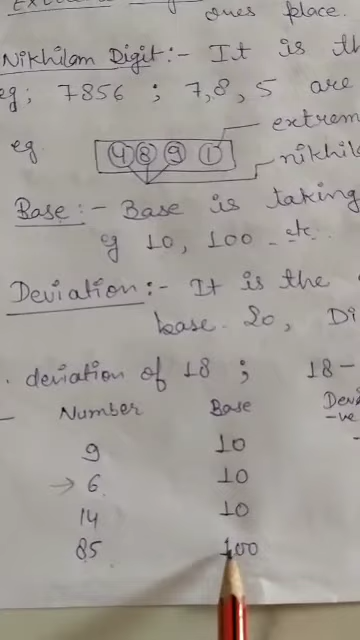 ones place.
Nikhilam Digit:- It is th
eg; 7856 ; 7,8,5 are
extrem
eg. 4 8 9 1
nikhil
Base:- Base is taking
eg 10, 100 - etc.
Deviation:- It is the
base. So, Di
deviation of 18 ; 18 -
Number Base Devi
-ve
9 10
→ 6 10
14 10
85 100